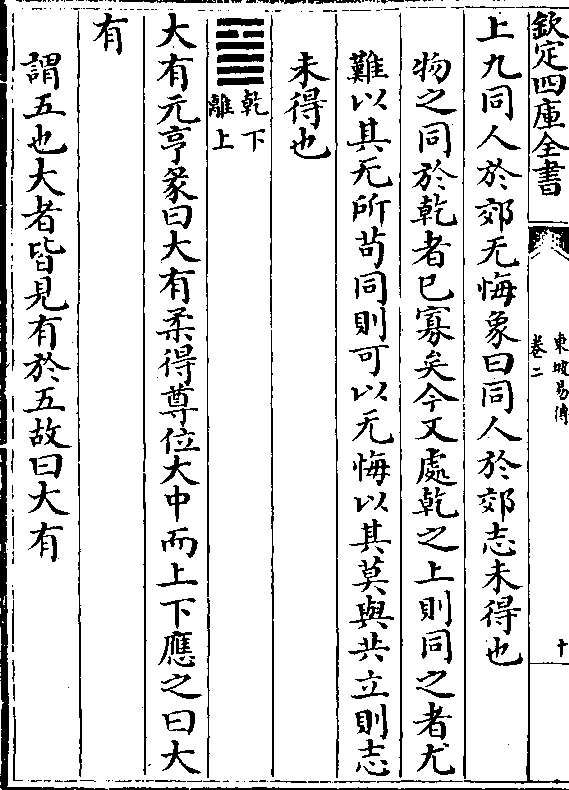 欽定四庫全書
東坡易傳
卷二
十
上九同人於郊无悔象曰同人於郊志未得也
物之同於乾者已寡矣今又處乾之上則同之者尤
難以其无所苟同則可以无悔以其莫與共立則志
未得也
䷍
乾下
離上
大有元亨彖曰大有柔得尊位大中而上下應之曰大
有
謂五也大者皆見有於五故曰大有